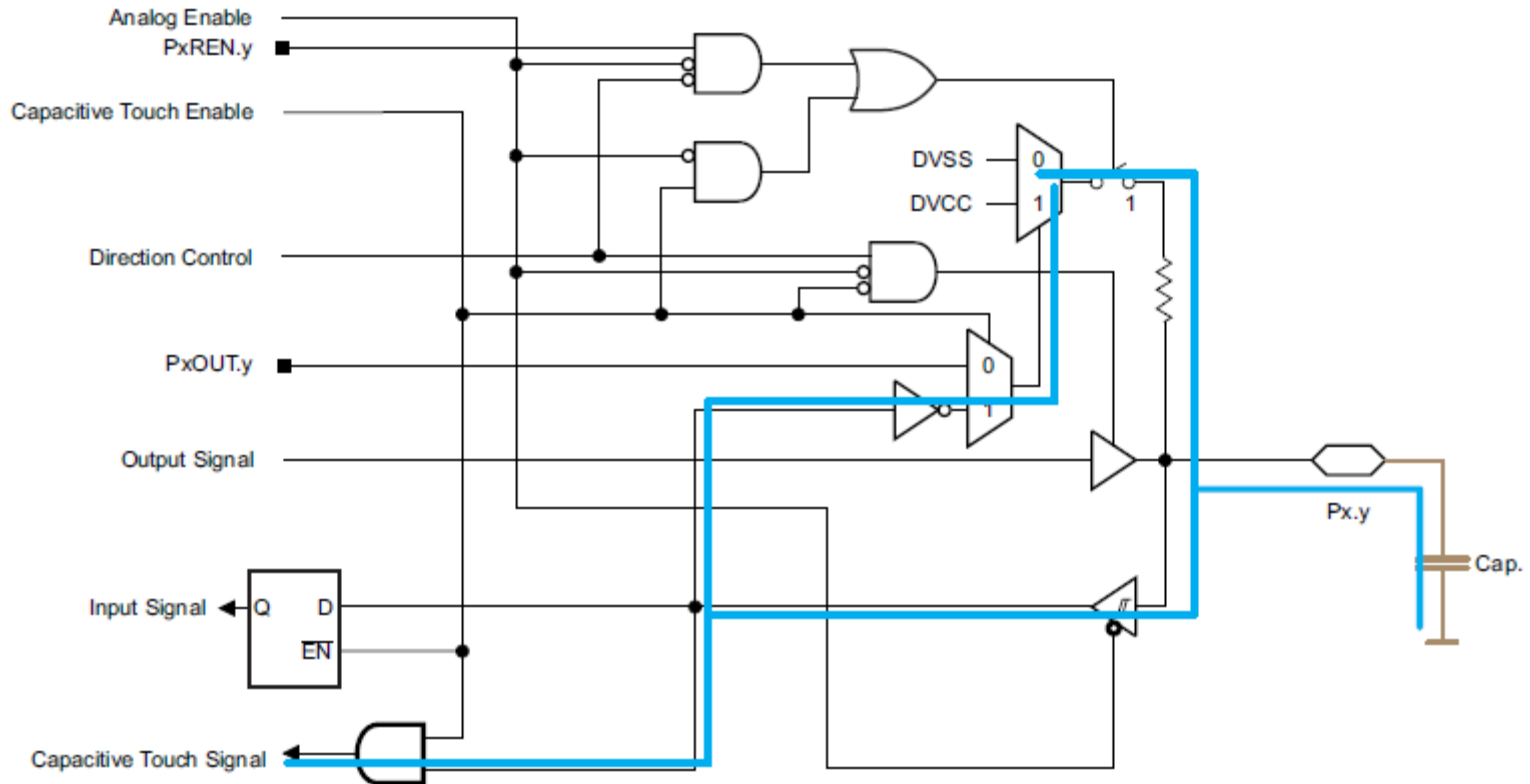 Analog Enable
PxREN.y
Capacitive Touch Enable
DVSS 0
DVCC 1 1
Direction Control
PxOUT.y 0
1
Output Signal
Px.y
Cap.
Input Signal Q D
EN
Capacitive Touch Signal